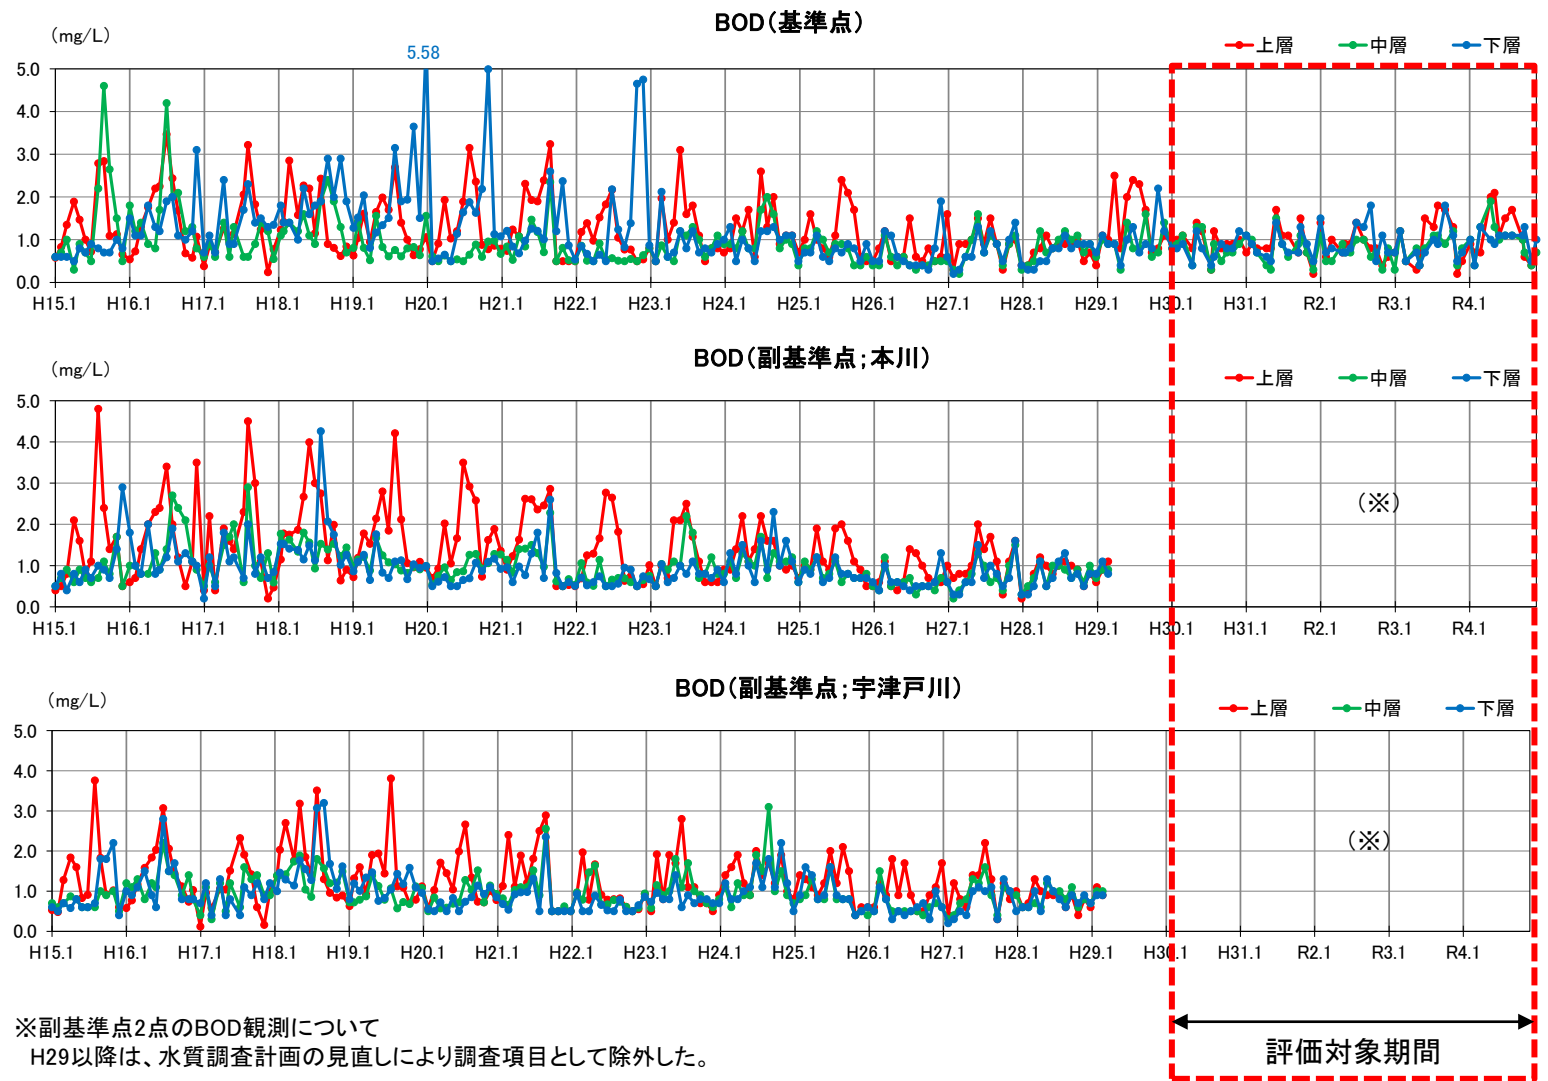 BOD（基準点）
（mg/L）
5.58
上層 中層 下層
5.0
4.0
3.0
2.0
1.0
0.0
H15.1 H16.1 H17.1 H18.1 H19.1 H20.1 H21.1 H22.1 H23.1 H24.1 H25.1 H26.1 H27.1 H28.1 H29.1 H30.1 H31.1 R2.1 R3.1 R4.1
BOD（副基準点；本川）
（mg/L）
上層 中層 下層
5.0
4.0
3.0
2.0
1.0
0.0
（※）
H15.1 H16.1 H17.1 H18.1 H19.1 H20.1 H21.1 H22.1 H23.1 H24.1 H25.1 H26.1 H27.1 H28.1 H29.1 H30.1 H31.1 R2.1 R3.1 R4.1
BOD（副基準点；宇津戸川）
（mg/L）
上層 中層 下層
5.0
4.0
3.0
2.0
1.0
0.0
（※）
H15.1 H16.1 H17.1 H18.1 H19.1 H20.1 H21.1 H22.1 H23.1 H24.1 H25.1 H26.1 H27.1 H28.1 H29.1 H30.1 H31.1 R2.1 R3.1 R4.1
※副基準点2点のBOD観測について
H29以降は、水質調査計画の見直しにより調査項目として除外した。
評価対象期間